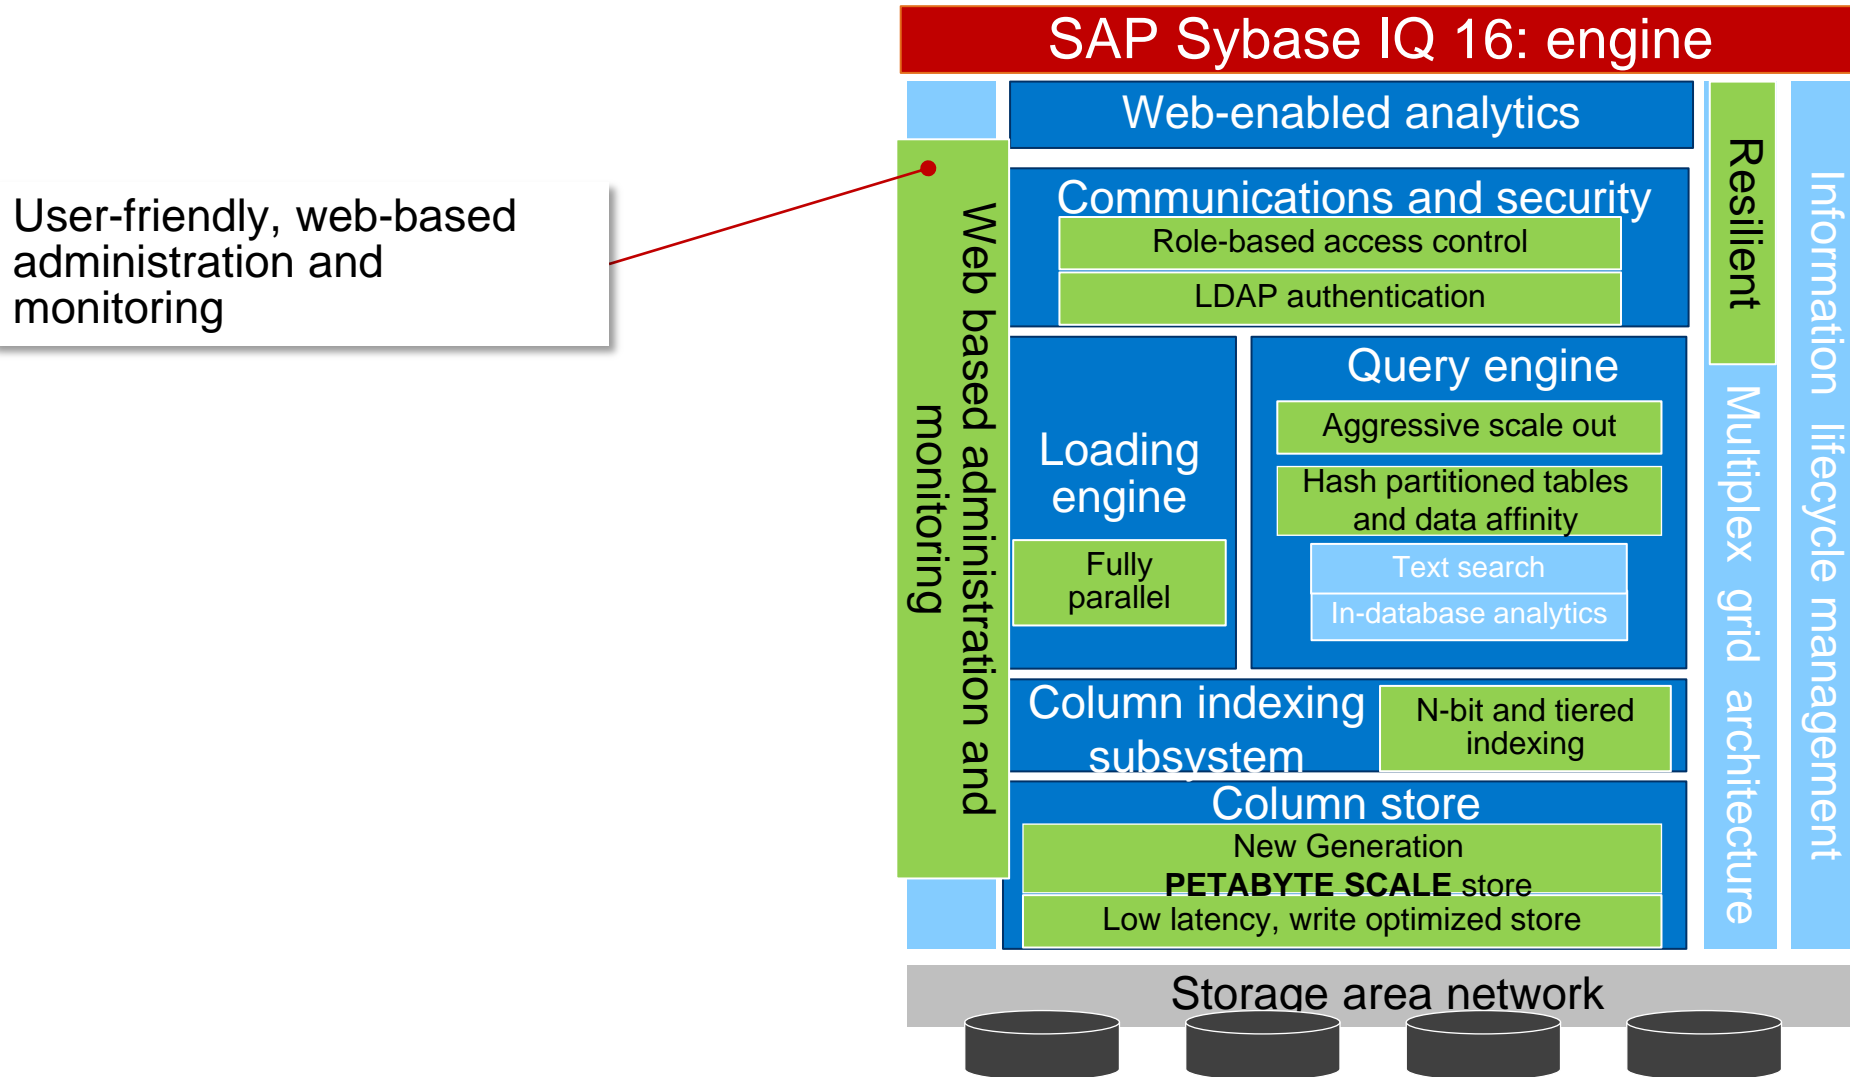 SAP Sybase IQ 16: engine
Web-enabled analytics
User-friendly, web-based
administration and
monitoring
Web based administration and
monitoring
Communications and security
Role-based access control
LDAP authentication
Loading
engine
Fully
parallel
Query engine
Aggressive scale out
Hash partitioned tables
and data affinity
Text search
In-database analytics
Column indexing
subsystem
N-bit and tiered
indexing
Column store
New Generation
PETABYTE SCALE store
Low latency, write optimized store
Resilient
Multiplex grid architecture
Information lifecycle management
Storage area network